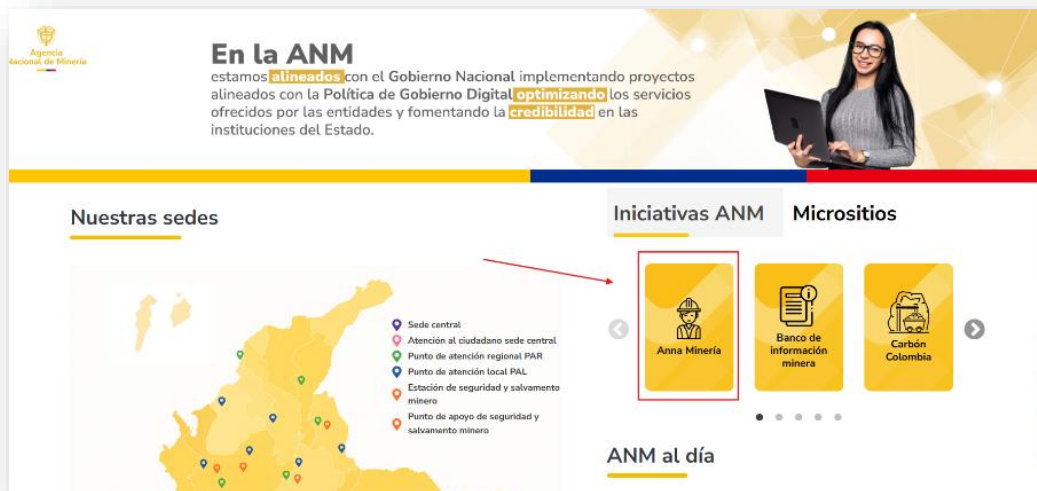 Agencia
Nacional de Minería
En la ANM
estamos alineados con el Gobierno Nacional implementando proyectos
alineados con la Política de Gobierno Digital optimizando los servicios
ofrecidos por las entidades y fomentando la credibilidad en las
instituciones del Estado.
Nuestras sedes
Sede central
Atención al ciudadano sede central
Punto de atención regional PAR
Punto de atención local PAL
Estación de seguridad y salvamento
minero
Punto de apoyo de seguridad y
salvamento minero
Iniciativas ANM
Micrositios
Anna Minería
Banco de
información
minera
Carbón
Colombia
ANM al día